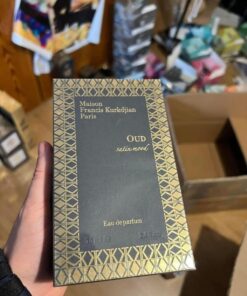 Maison
Francis Kurkdjian
Paris
OUD
satin mood
Eau de parfum